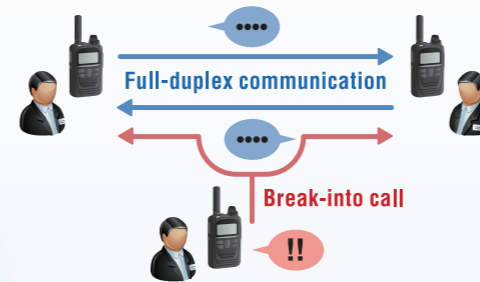 ••••
Full-duplex communication
••••
Break-into call
!!